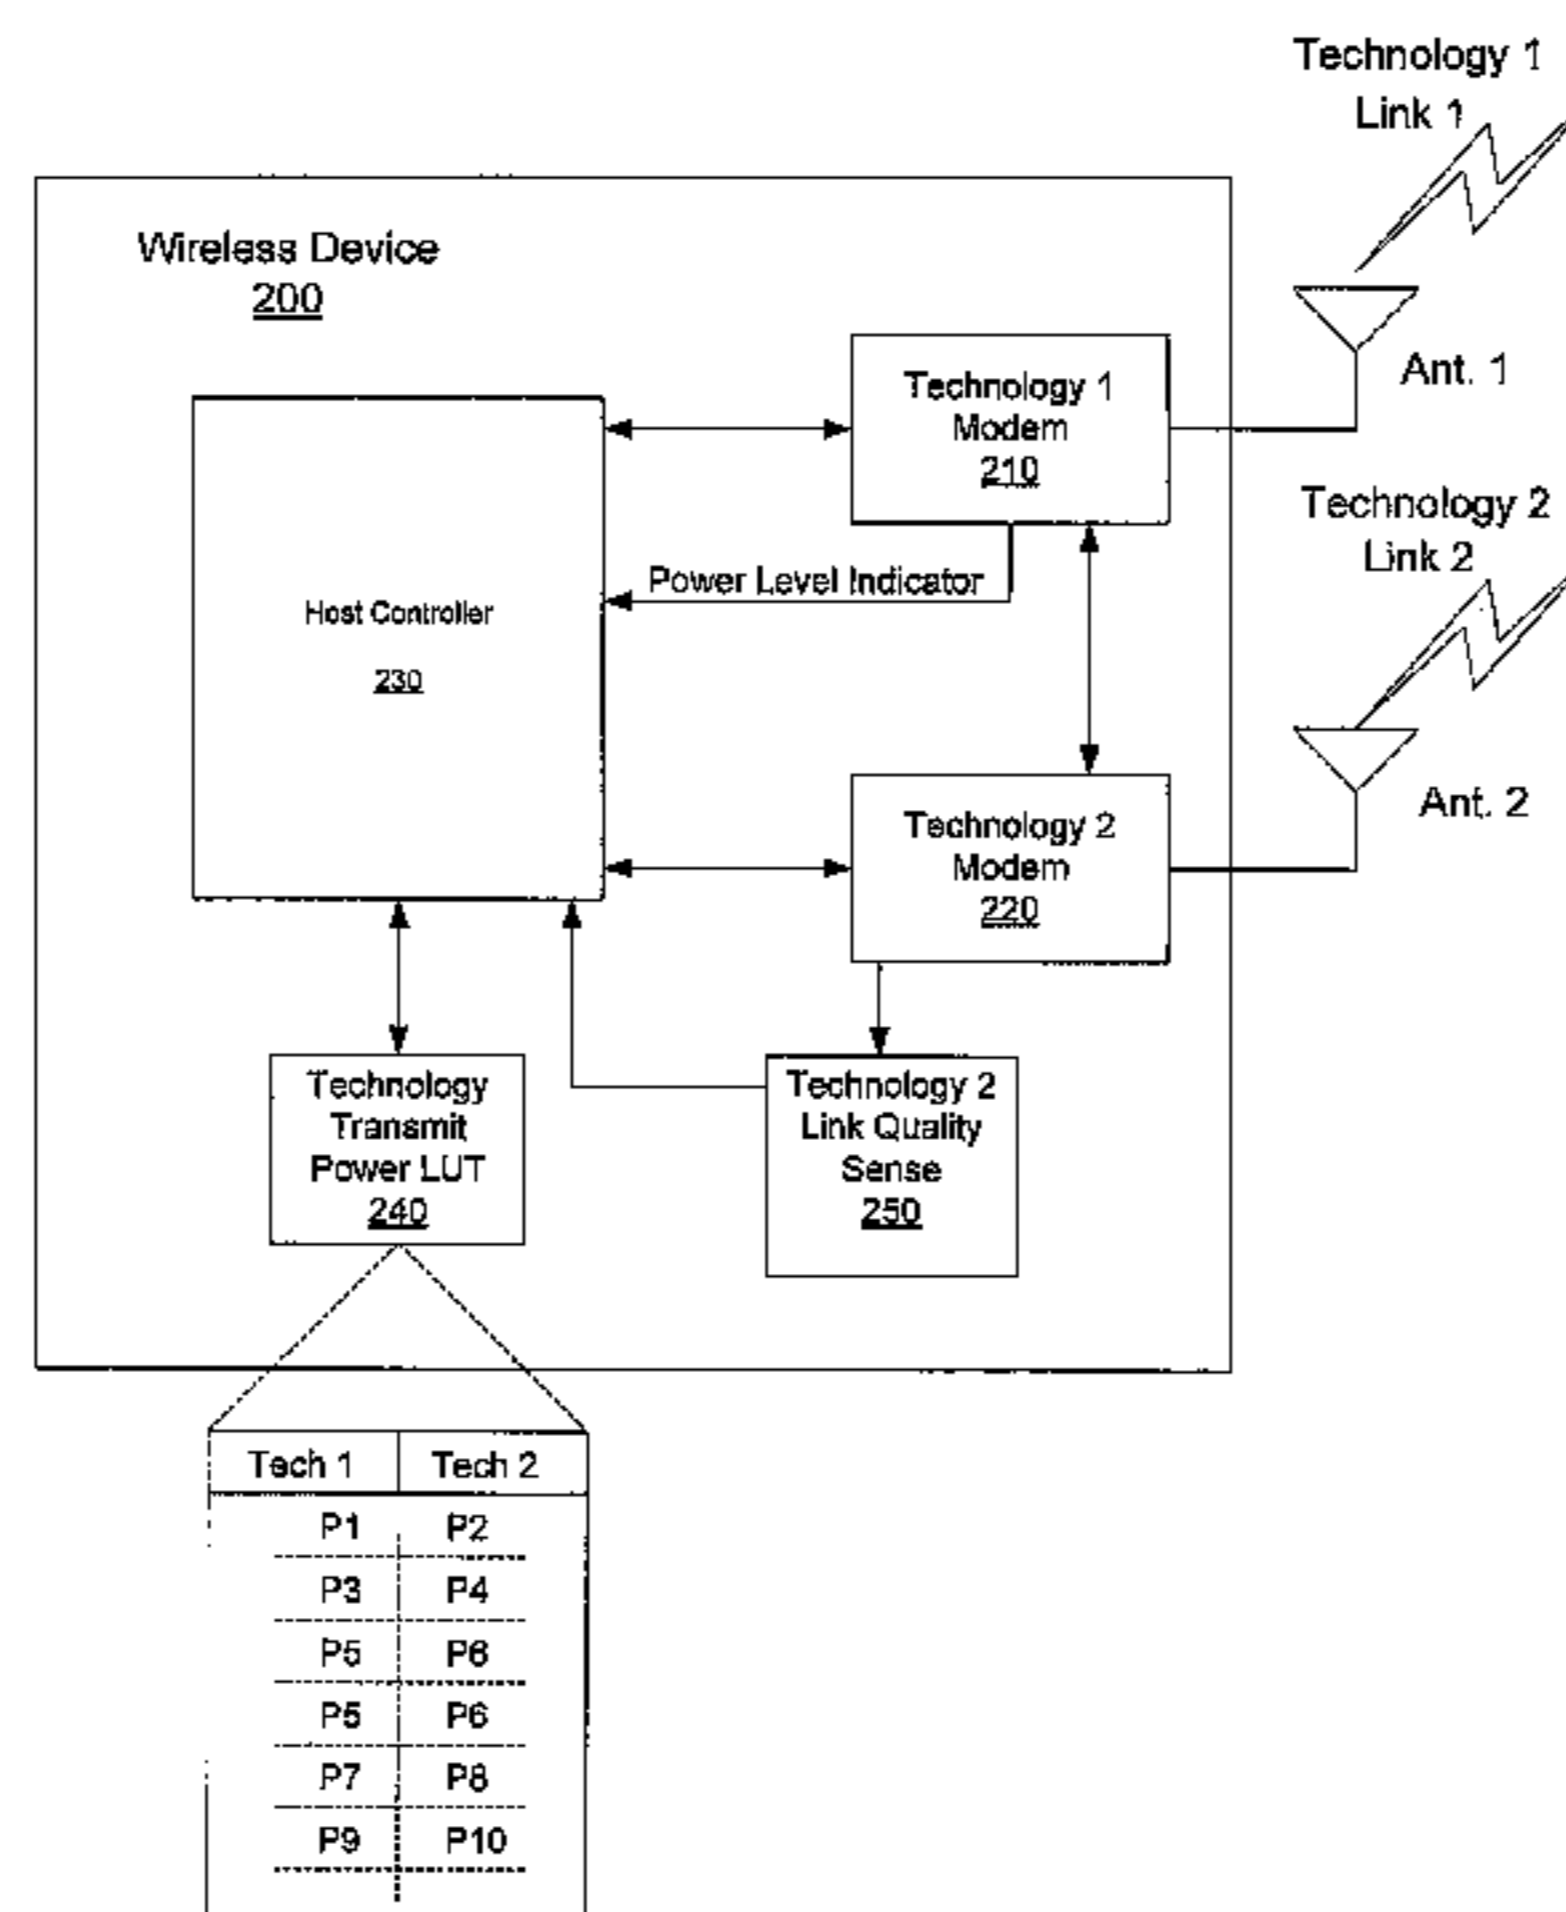 Technology 1
Link 1
Wireless Device
200
Technology 1
Modem
210
Ant. 1
Power Level Indicator
Host Controller
230
Technology 2
Link 2
Technology 2
Modem
220
Ant. 2
Technology
Transmit
Power LUT
240
Technology 2
Link Quality
Sense
250
Tech 1 Tech 2
P1 P2
P3 P4
P5 P6
P5 P6
P7 P8
P9 P10